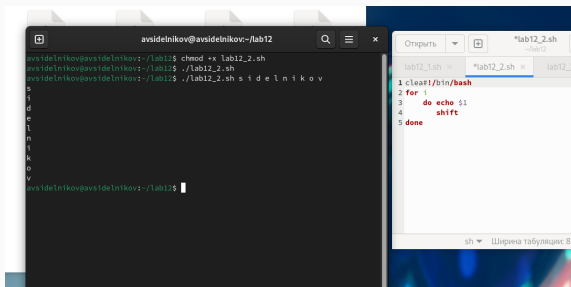 avsidelnikov@avsidelnikov:~/lab12
avsidelnikov@avsidelnikov:~/lab12$ chmod +x lab12_2.sh
avsidelnikov@avsidelnikov:~/lab12$ ./lab12_2.sh
avsidelnikov@avsidelnikov:~/lab12$ ./lab12_2.sh s i d e l n i k o v
s
i
d
e
l
n
i
k
o
v
avsidelnikov@avsidelnikov:~/lab12$
Открыть
*lab12_2.sh
~/lab12
lab12_1.sh
*lab12_2.sh
lab12_
1 clea#!/bin/bash
2 for i
3 do echo $1
4 shift
5 done
sh
Ширина табуляции: 8